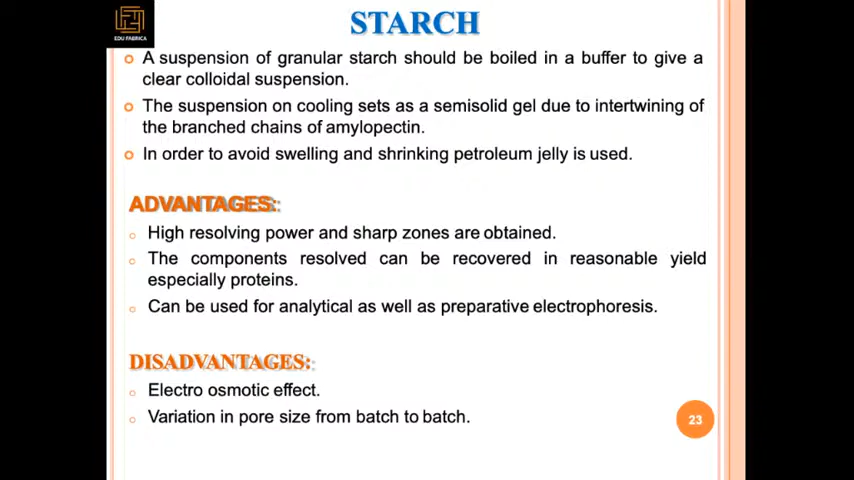 EDU FABRICA
STARCH
A suspension of granular starch should be boiled in a buffer to give a
clear colloidal suspension.
The suspension on cooling sets as a semisolid gel due to intertwining of
the branched chains of amylopectin.
In order to avoid swelling and shrinking petroleum jelly is used.
ADVANTAGES:
High resolving power and sharp zones are obtained.
The components resolved can be recovered in reasonable yield
especially proteins.
Can be used for analytical as well as preparative electrophoresis.
DISADVANTAGES:
Electro osmotic effect.
Variation in pore size from batch to batch.
23